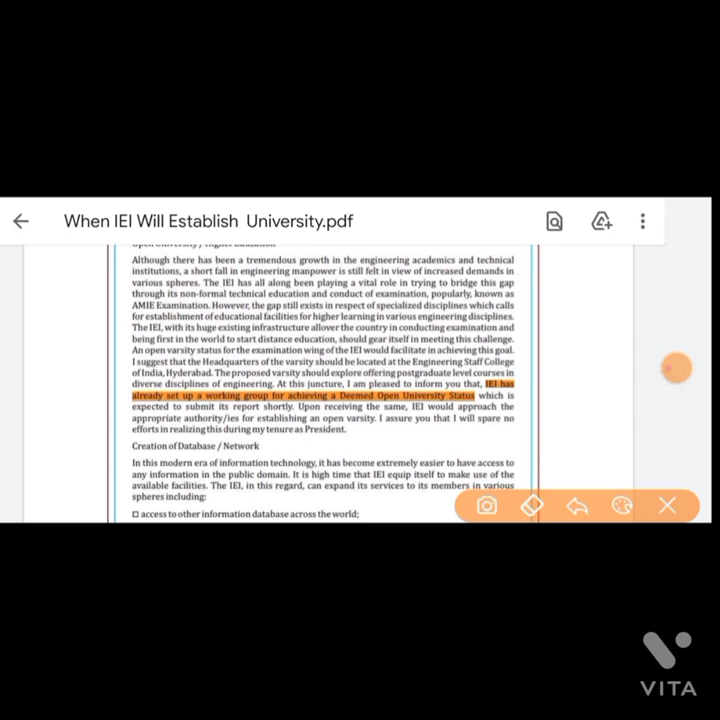 When IEI Will Establish University.pdf
Although there has been a tremendous growth in the engineering academics and technical
institutions, a short fall in engineering manpower is still felt in view of increased demands in
various spheres. The IEI has all along been playing a vital role in trying to bridge this gap
through its non-formal technical education and conduct of examination, popularly, known as
AMIE Examination. However, the gap still exists in respect of specialized disciplines which calls
for establishment of educational facilities for higher learning in various engineering disciplines.
The IEI, with its huge existing infrastructure allover the country in conducting examination and
being first in the world to start distance education, should gear itself in meeting this challenge.
An open varsity status for the examination wing of the IEI would facilitate in achieving this goal.
I suggest that the Headquarters of the varsity should be located at the Engineering Staff College
of India, Hyderabad. The proposed varsity should explore offering postgraduate level courses in
diverse disciplines of engineering. At this juncture, I am pleased to inform you that, IEI has
already set up a working group for achieving a Deemed Open University Status which is
expected to submit its report shortly. Upon receiving the same, IEI would approach the
appropriate authority/ies for establishing an open varsity. I assure you that I will spare no
efforts in realizing this during my tenure as President.
Creation of Database / Network
In this modern era of information technology, it has become extremely easier to have access to
any information in the public domain. It is high time that IEI equip itself to make use of the
available facilities. The IEI, in this regard, can expand its services to its members in various
spheres including:
access to other information database across the world;
VITA